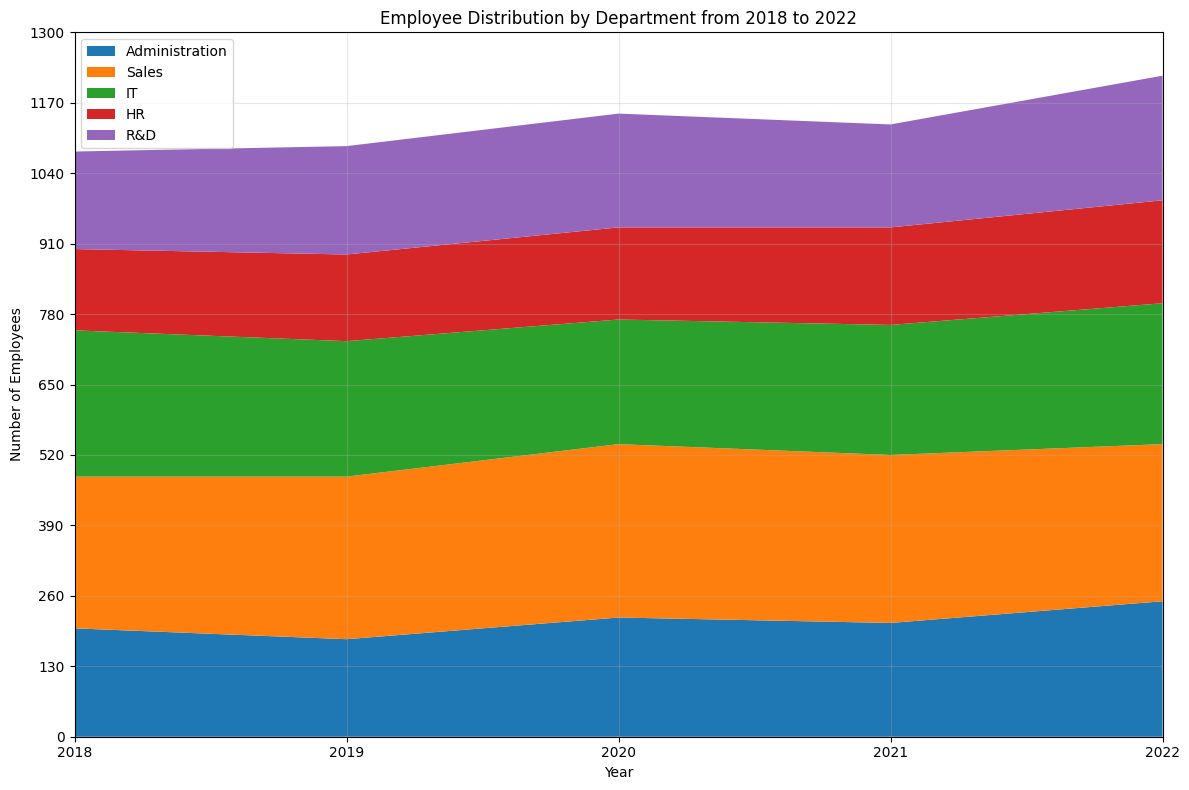 Employee Distribution by Department from 2018 to 2022
Administration
Sales
IT
HR
R&D
Number of Employees
1300
1170
1040
910
780
650
520
390
260
130
0
2018 2019 2020 2021 2022
Year